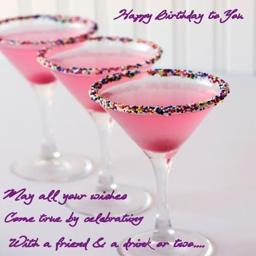 Happy Birthday to You
May all your wishes
Come true by celebrating
With a friend & a drink or two....